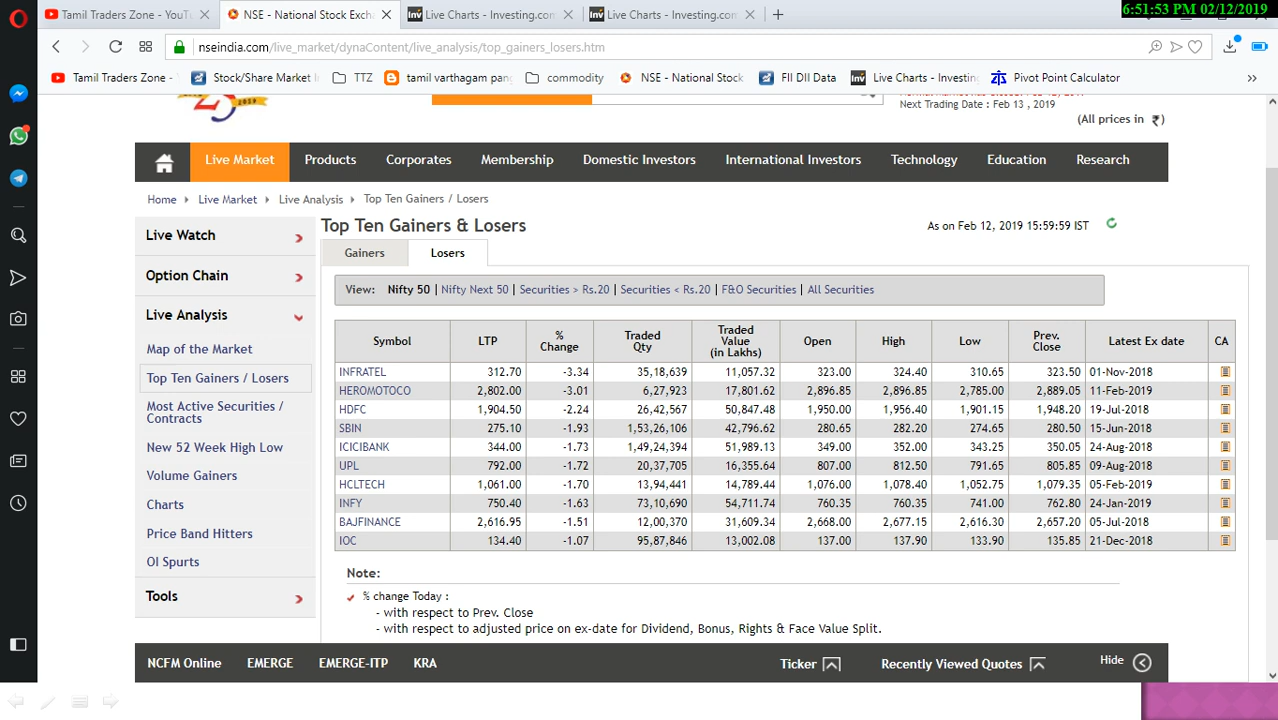 Tamil Traders Zone - YouT
NSE - National Stock Exch
Live Charts - Investing.com
Live Charts - Investing.com
6:51:53 PM 02/12/2019
nseindia.com/live_market/dynaContent/live_analysis/top_gainers_losers.htm
Tamil Traders Zone -
Stock/Share Market
TTZ
tamil varthagam pan
commodity
NSE - National Stock
FII DII Data
Live Charts - Investin
Pivot Point Calculator
Next Trading Date : Feb 13 , 2019
(All prices in ₹)
Live Market Products Corporates Membership Domestic Investors International Investors Technology Education Research
Home Live Market Live Analysis Top Ten Gainers / Losers
Live Watch
Option Chain
Live Analysis
Map of the Market
Top Ten Gainers / Losers
Most Active Securities /
Contracts
New 52 Week High Low
Volume Gainers
Charts
Price Band Hitters
OI Spurts
Tools
Top Ten Gainers & Losers
As on Feb 12, 2019 15:59:59 IST
Gainers Losers
View: Nifty 50 | Nifty Next 50 | Securities > Rs.20 | Securities < Rs.20 | F&O Securities | All Securities
Symbol LTP % Change Traded Qty Traded Value (in Lakhs) Open High Low Prev. Close Latest Ex date CA
INFRATEL 312.70 -3.34 35,18,639 11,057.32 323.00 324.40 310.65 323.50 01-Nov-2018
HEROMOTOCO 2,802.00 -3.01 6,27,923 17,801.62 2,896.85 2,896.85 2,785.00 2,889.05 11-Feb-2019
HDFC 1,904.50 -2.24 26,42,567 50,847.48 1,950.00 1,956.40 1,901.15 1,948.20 19-Jul-2018
SBIN 275.10 -1.93 1,53,26,106 42,796.62 280.65 282.20 274.65 280.50 15-Jun-2018
ICICIBANK 344.00 -1.73 1,49,24,394 51,989.13 349.00 352.00 343.25 350.05 24-Aug-2018
UPL 792.00 -1.72 20,37,705 16,355.64 807.00 812.50 791.65 805.85 09-Aug-2018
HCLTECH 1,061.00 -1.70 13,94,441 14,789.44 1,076.00 1,078.40 1,052.75 1,079.35 05-Feb-2019
INFY 750.40 -1.63 73,10,690 54,711.74 760.35 760.35 741.00 762.80 24-Jan-2019
BAJFINANCE 2,616.95 -1.51 12,00,370 31,609.34 2,668.00 2,677.15 2,616.30 2,657.20 05-Jul-2018
IOC 134.40 -1.07 95,87,846 13,002.08 137.00 137.90 133.90 135.85 21-Dec-2018
Note:
% change Today :
- with respect to Prev. Close
- with respect to adjusted price on ex-date for Dividend, Bonus, Rights & Face Value Split.
NCFM Online EMERGE EMERGE-ITP KRA Ticker Recently Viewed Quotes Hide